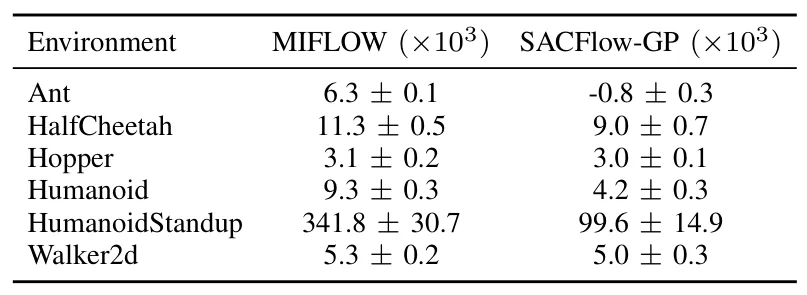 Environment MIFLOW (×10³) SACFlow-GP (×10³)
Ant 6.3 ± 0.1 -0.8 ± 0.3
HalfCheetah 11.3 ± 0.5 9.0 ± 0.7
Hopper 3.1 ± 0.2 3.0 ± 0.1
Humanoid 9.3 ± 0.3 4.2 ± 0.3
HumanoidStandup 341.8 ± 30.7 99.6 ± 14.9
Walker2d 5.3 ± 0.2 5.0 ± 0.3